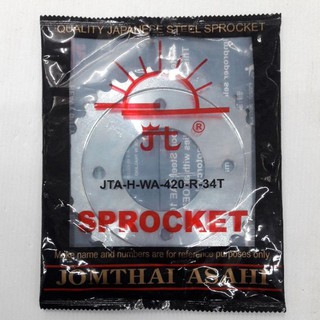 QUALITY JAPANESE STEEL SPROCKET
Jt ®
JTA-H-WA-420-R-34T
SPROCKET
Make name and numbers are for reference purposes only
JOMTHAI ASAHI